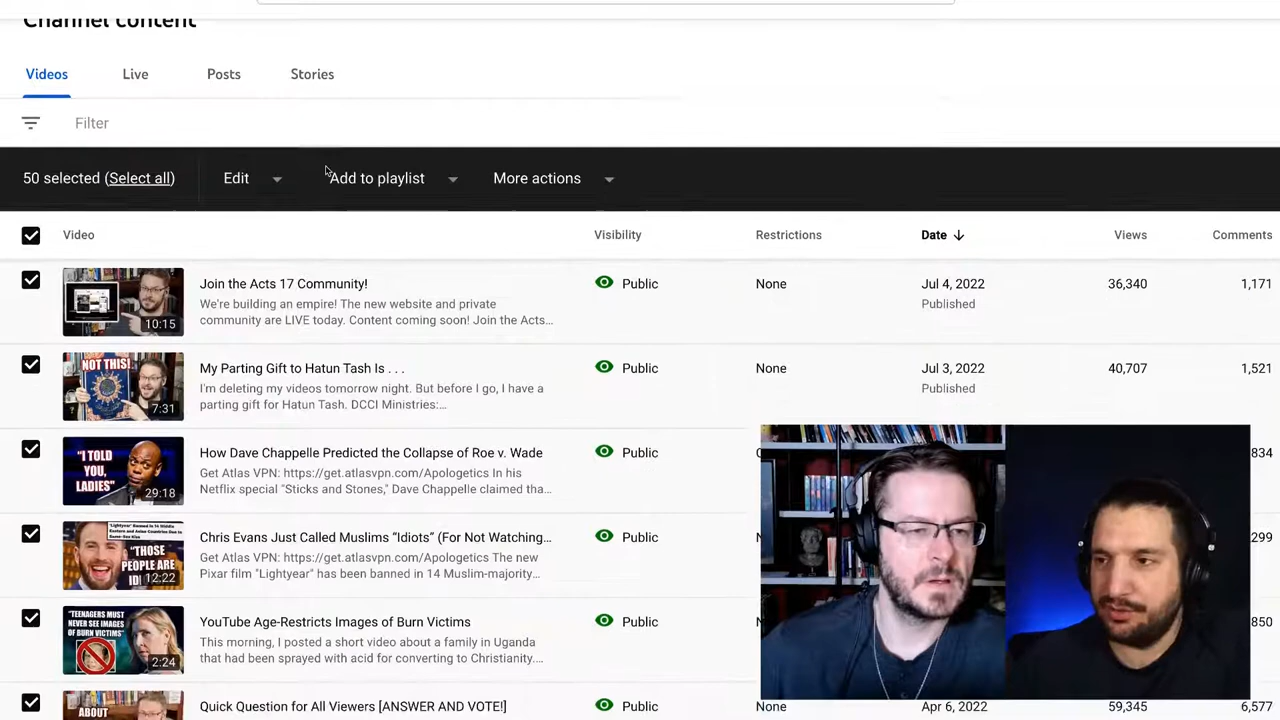 Channel content
Videos Live Posts Stories
Filter
50 selected (Select all) Edit Add to playlist More actions
Video Visibility Restrictions Date Views Comments
10:15
Join the Acts 17 Community!
We're building an empire! The new website and private
community are LIVE today. Content coming soon! Join the Acts...
Public None Jul 4, 2022 36,340 1,171
Published
NOT THIS!
7:31
My Parting Gift to Hatun Tash Is . . .
I'm deleting my videos tomorrow night. But before I go, I have a
parting gift for Hatun Tash. DCCI Ministries:...
Public None Jul 3, 2022 40,707 1,521
Published
"I TOLD
YOU,
LADIES"
29:18
How Dave Chappelle Predicted the Collapse of Roe v. Wade
Get Atlas VPN: https://get.atlasvpn.com/Apologetics In his
Netflix special "Sticks and Stones," Dave Chappelle claimed tha...
Public 834
"THOSE
PEOPLE ARE
12:22
Chris Evans Just Called Muslims “Idiots” (For Not Watching...
Get Atlas VPN: https://get.atlasvpn.com/Apologetics The new
Pixar film "Lightyear" has been banned in 14 Muslim-majority...
Public 299
"TEENAGERS MUST
NEVER SEE IMAGES
OF BURN VICTIMS"
2:24
YouTube Age-Restricts Images of Burn Victims
This morning, I posted a short video about a family in Uganda
that had been sprayed with acid for converting to Christianity....
Public 850
ABOUT
Quick Question for All Viewers [ANSWER AND VOTE!]
Public None Apr 6, 2022 59,345 6,577